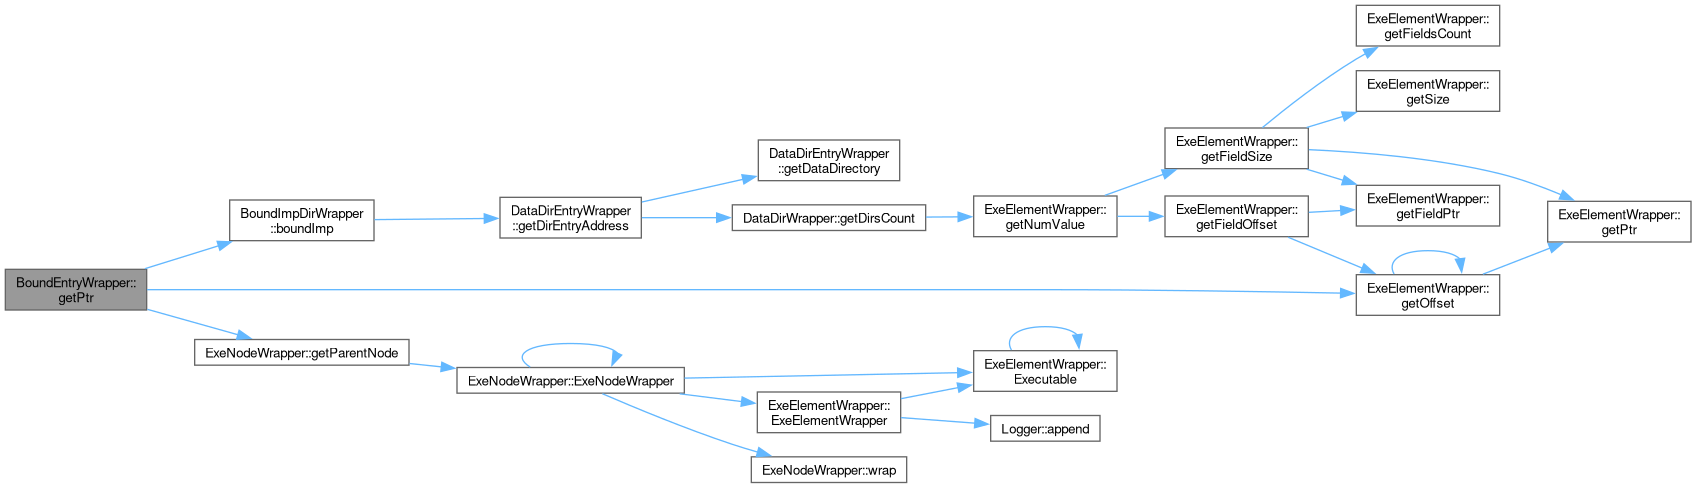 BoundEntryWrapper::
getPtr
BoundImpDirWrapper
::boundImp
DataDirEntryWrapper
::getDirEntryAddress
DataDirEntryWrapper
::getDataDirectory
DataDirWrapper::getDirsCount
ExeElementWrapper::
getNumValue
ExeElementWrapper::
getFieldSize
ExeElementWrapper::
getFieldsCount
ExeElementWrapper::
getSize
ExeElementWrapper::
getFieldPtr
ExeElementWrapper::
getPtr
ExeElementWrapper::
getFieldOffset
ExeElementWrapper::
getOffset
ExeNodeWrapper::getParentNode
ExeNodeWrapper::ExeNodeWrapper
ExeElementWrapper::
Executable
ExeElementWrapper::
ExeElementWrapper
Logger::append
ExeNodeWrapper::wrap